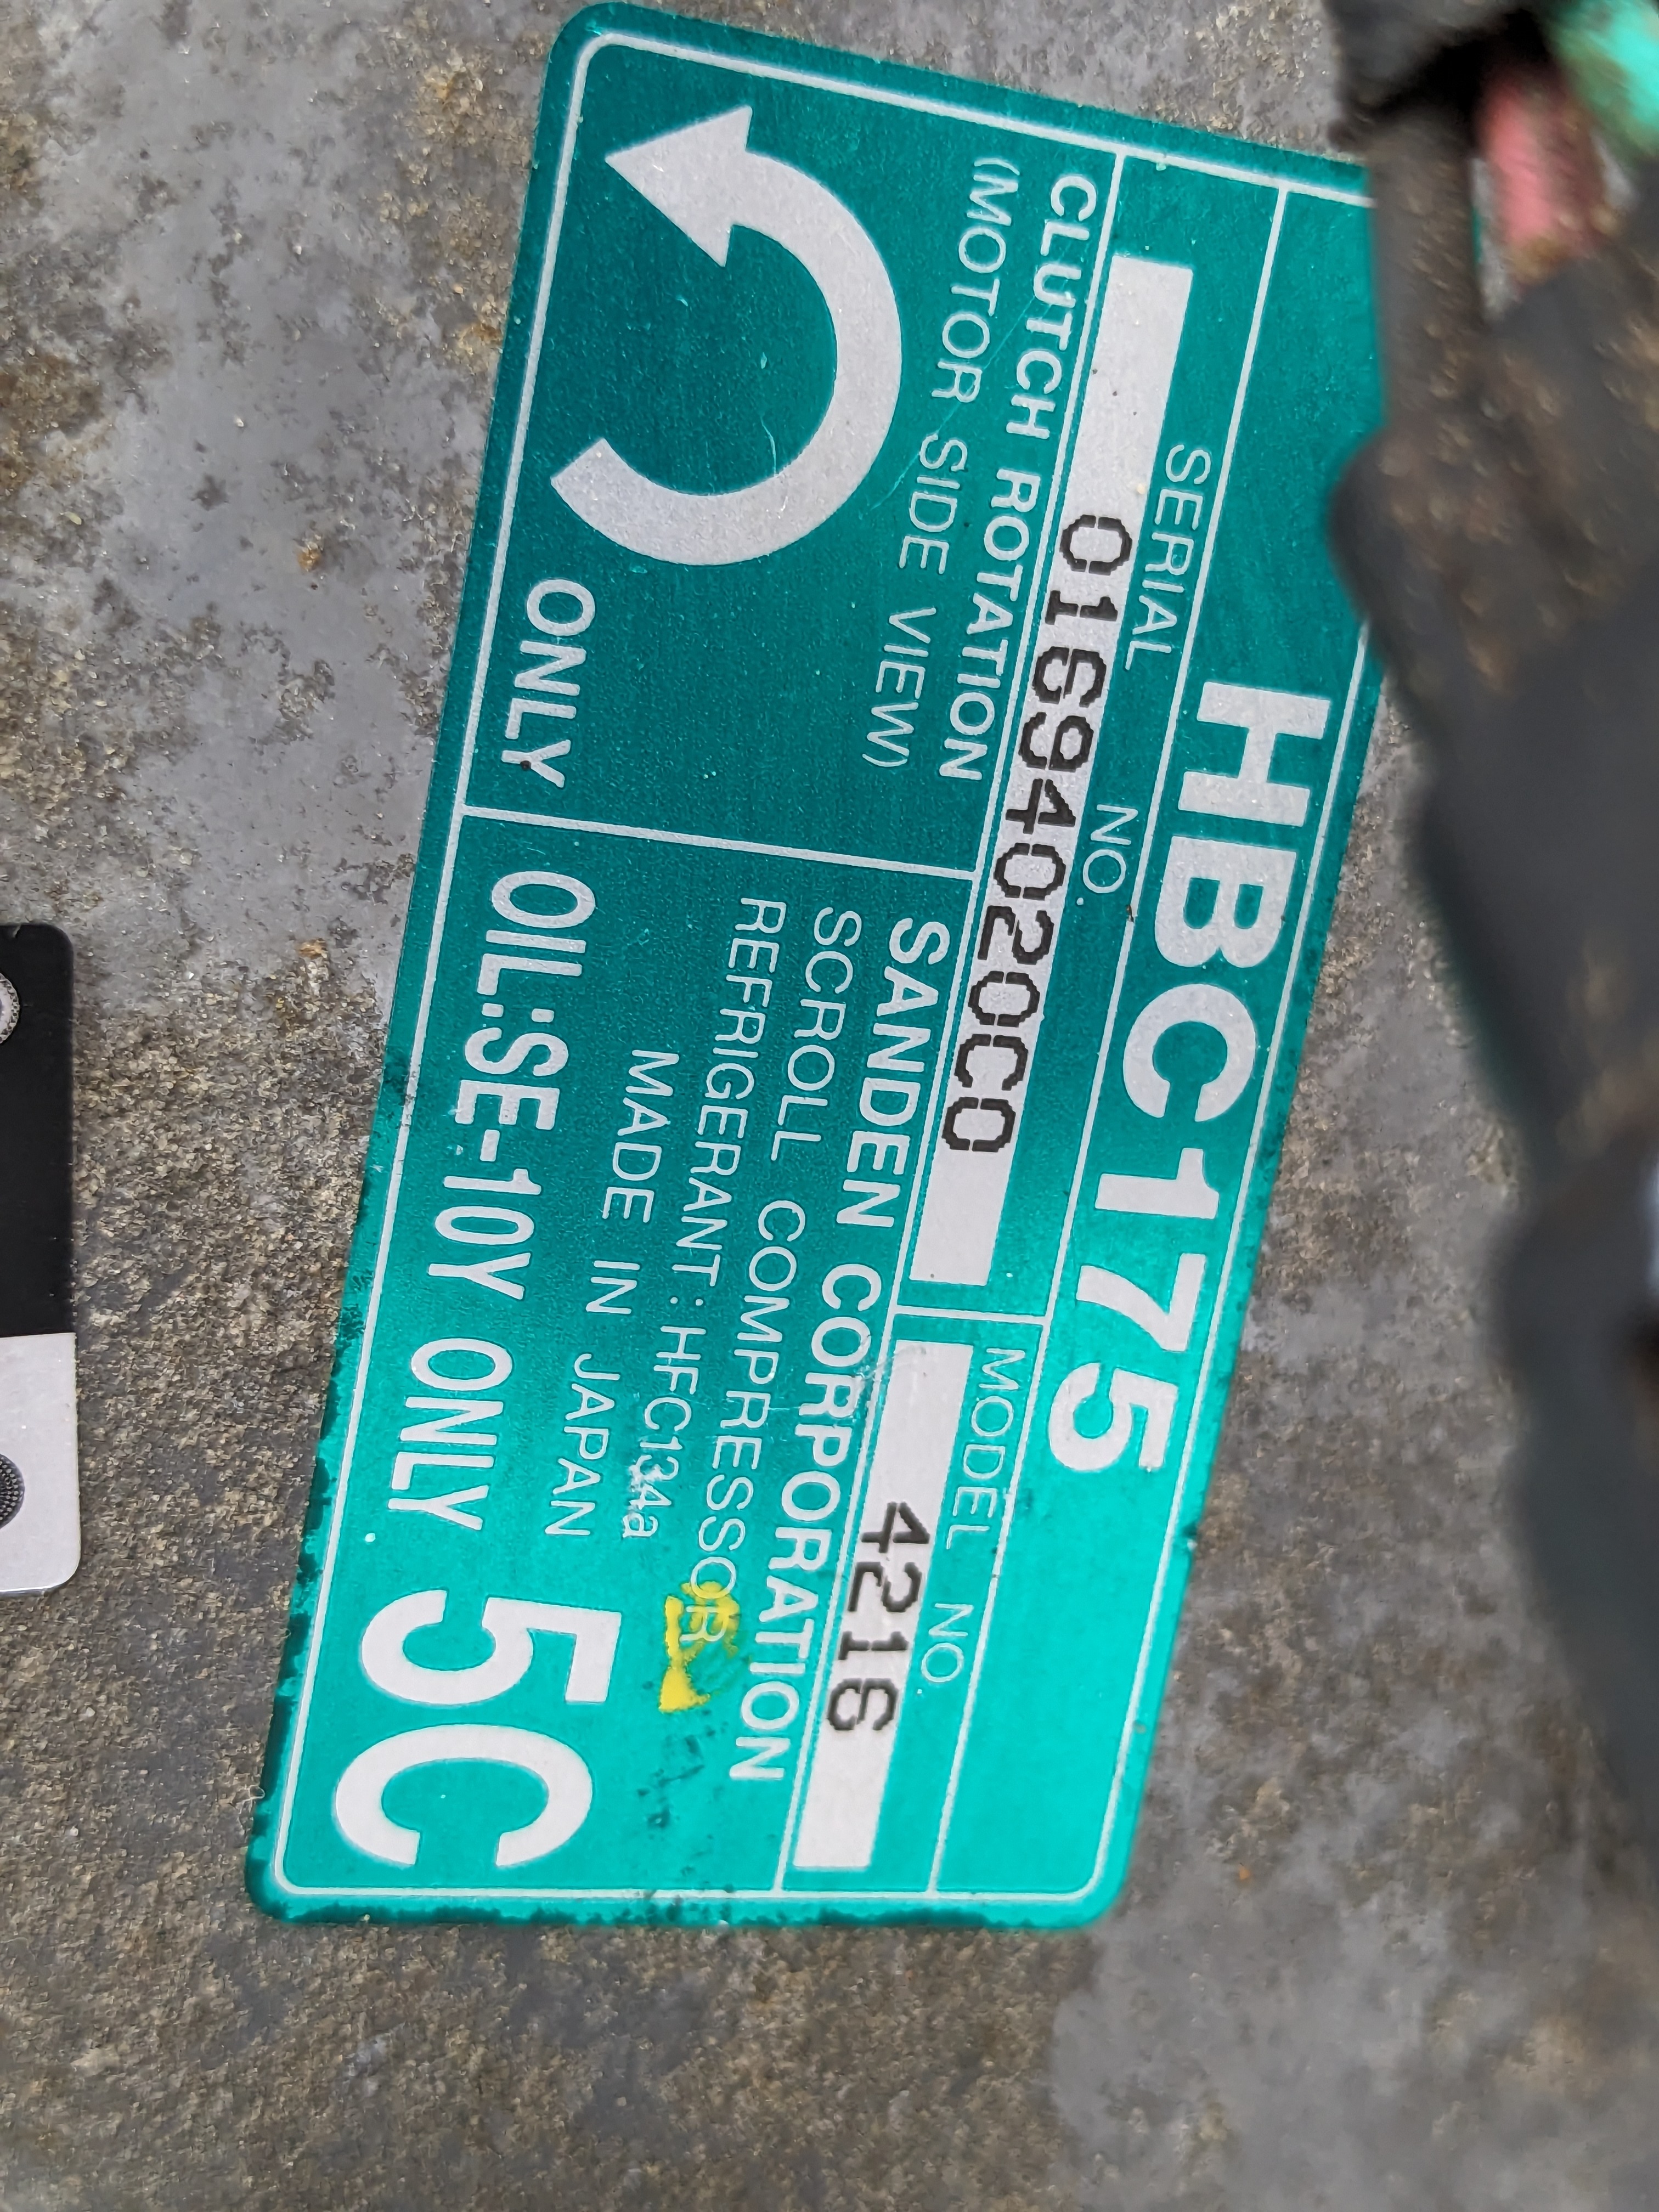 HBC175
SERIAL NO.
01694020C0
MODEL NO.
4216
CLUTCH ROTATION
(MOTOR SIDE VIEW)
ONLY
SANDEN CORPORATION
SCROLL COMPRESSOR
REFRIGERANT:HFC134a
MADE IN JAPAN
OIL:SE-10Y ONLY 5C